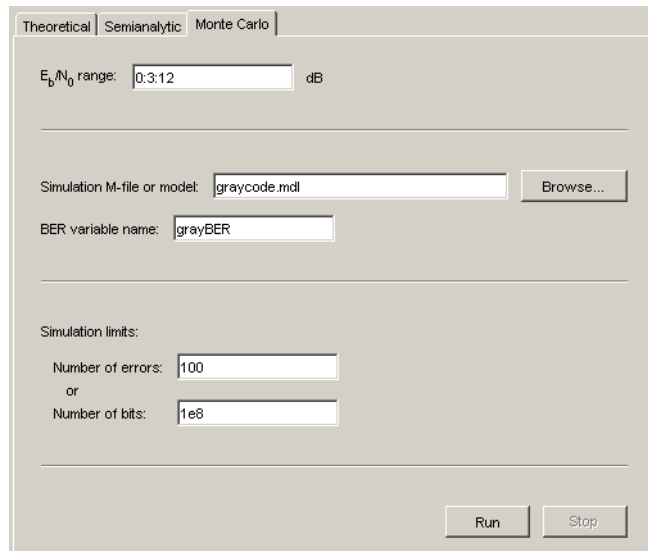 Theoretical Semianalytic Monte Carlo
Eb/N0 range: 0:3:12 dB
Simulation M-file or model: graycode.mdl Browse...
BER variable name: grayBER
Simulation limits:
Number of errors: 100
or
Number of bits: 1e8
Run Stop